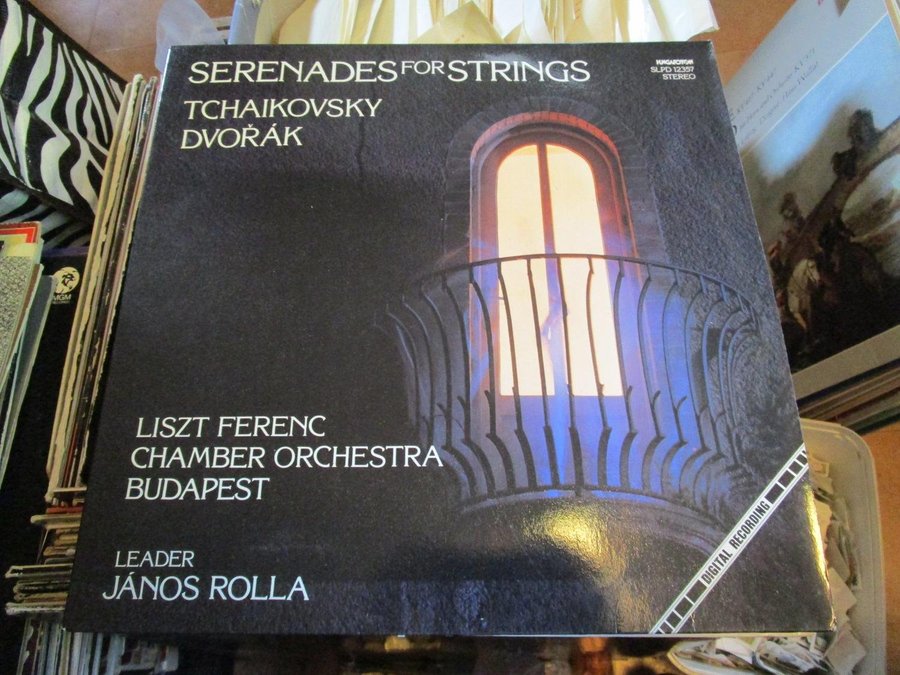 SERENADES FOR STRINGS
TCHAIKOVSKY
DVOŘÁK
HUNGAROTON
SLPD 12357
STEREO
LISZT FERENC
CHAMBER ORCHESTRA
BUDAPEST
LEADER
JÁNOS ROLLA
DIGITAL RECORDING
MGM